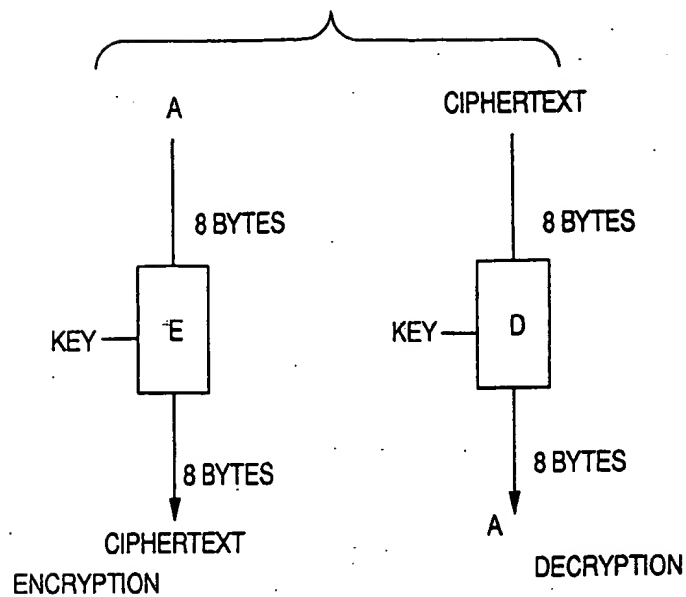 A
8 BYTES
KEY
E
8 BYTES
CIPHERTEXT
ENCRYPTION
CIPHERTEXT
8 BYTES
KEY
D
8 BYTES
A
DECRYPTION